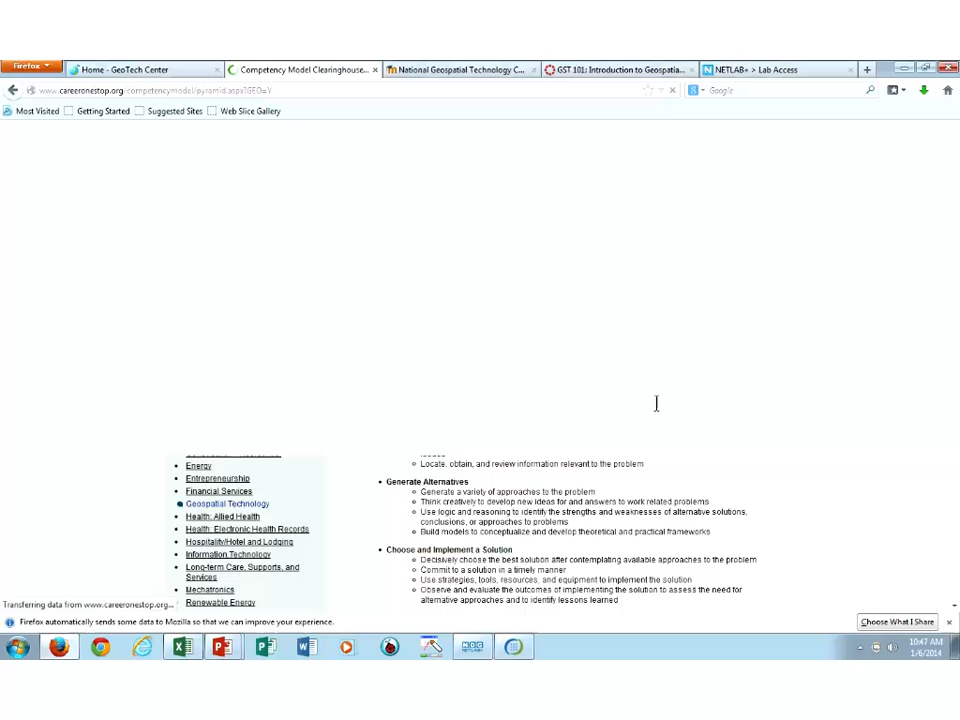 Firefox
Home - GeoTech Center
Competency Model Clearinghouse...
National Geospatial Technology C...
GST 101: Introduction to Geospatia...
NETLAB+ > Lab Access
www.careeronestop.org/competencymodel/pyramid.aspx?GEO=Y
Google
Most Visited
Getting Started
Suggested Sites
Web Slice Gallery
Energy
Entrepreneurship
Financial Services
Geospatial Technology
Health: Allied Health
Health: Electronic Health Records
Hospitality/Hotel and Lodging
Information Technology
Long-term Care, Supports, and
Services
Mechatronics
Renewable Energy
Locate, obtain, and review information relevant to the problem
Generate Alternatives
Generate a variety of approaches to the problem
Think creatively to develop new ideas for and answers to work related problems
Use logic and reasoning to identify the strengths and weaknesses of alternative solutions,
conclusions, or approaches to problems
Build models to conceptualize and develop theoretical and practical frameworks
Choose and Implement a Solution
Decisively choose the best solution after contemplating available approaches to the problem
Commit to a solution in a timely manner
Use strategies, tools, resources, and equipment to implement the solution
Observe and evaluate the outcomes of implementing the solution to assess the need for
alternative approaches and to identify lessons learned
Transferring data from www.careeronestop.org...
Firefox automatically sends some data to Mozilla so that we can improve your experience.
Choose What I Share
NDG
NETLAB+
10:47 AM
1/6/2014